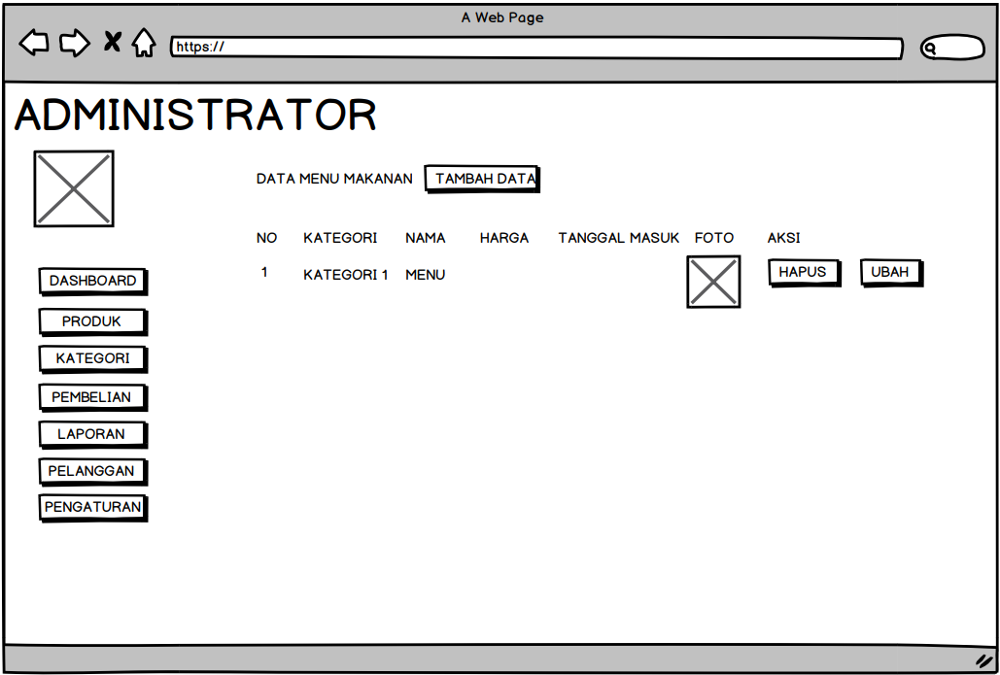 A Web Page
https://
ADMINISTRATOR
DATA MENU MAKANAN TAMBAH DATA
NO KATEGORI NAMA HARGA TANGGAL MASUK FOTO AKSI
1 KATEGORI 1 MENU HAPUS UBAH
DASHBOARD
PRODUK
KATEGORI
PEMBELIAN
LAPORAN
PELANGGAN
PENGATURAN